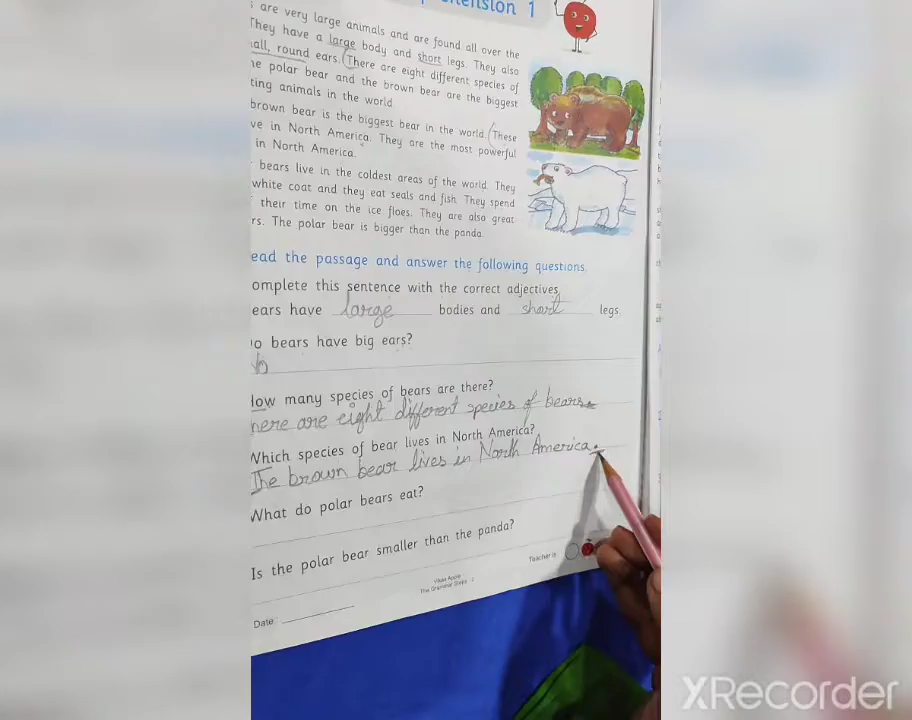 are very large animals and are found all over the
They have a large body and short legs. They also
all, round ears. There are eight different species of
he polar bear and the brown bear are the biggest
ting animals in the world.
brown bear is the biggest bear in the world. These
ve in North America. They are the most powerful
in North America.
bears live in the coldest areas of the world. They
white coat and they eat seals and fish. They spend
their time on the ice floes. They are also great
rs. The polar bear is bigger than the panda.
ead the passage and answer the following questions.
omplete this sentence with the correct adjectives.
ears have large bodies and short legs.
o bears have big ears?
How many species of bears are there?
here are eight different species of bears.
Which species of bear lives in North America?
The brown bear lives in North America.
What do polar bears eat?
Is the polar bear smaller than the panda?
Teacher's
The Grammar Steps 2
Date:
XRecorder